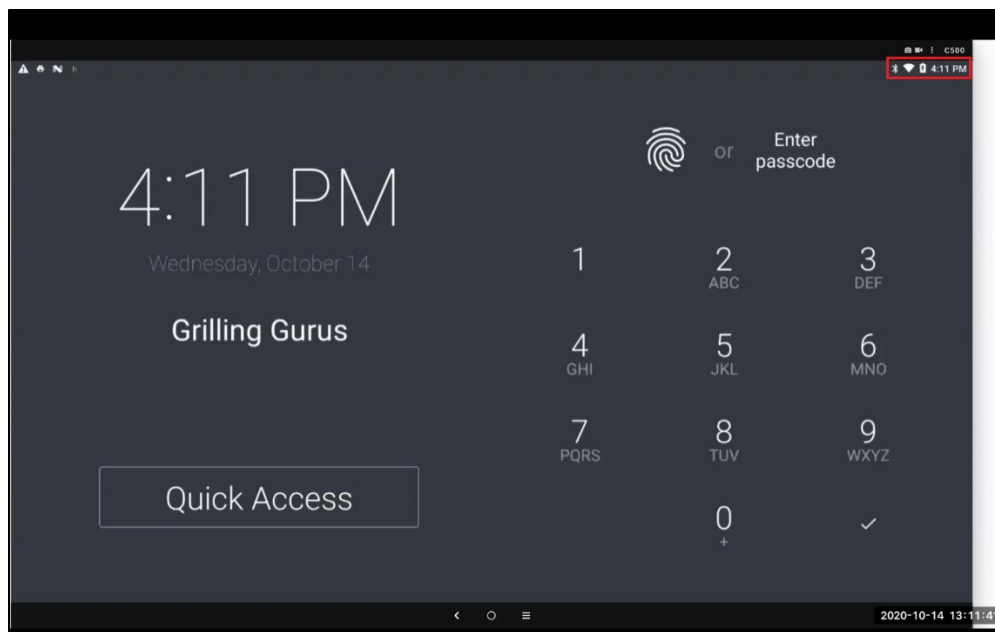 C500
4:11 PM
4:11 PM
Wednesday, October 14
Grilling Gurus
Quick Access
or
Enter
passcode
1
2
ABC
3
DEF
4
GHI
5
JKL
6
MNO
7
PQRS
8
TUV
9
WXYZ
0
+
2020-10-14 13:11:4